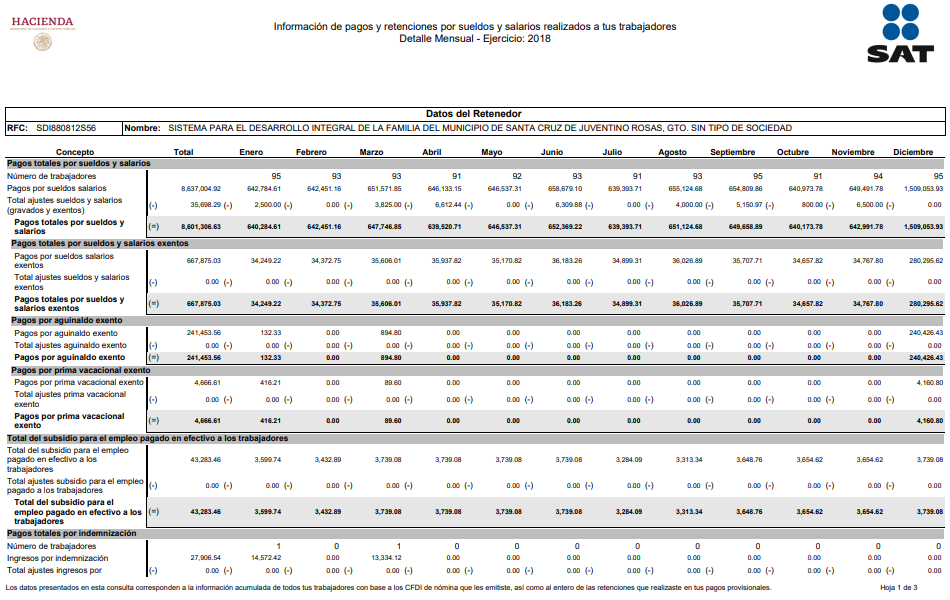 HACIENDA
Información de pagos y retenciones por sueldos y salarios realizados a tus trabajadores
Detalle Mensual - Ejercicio: 2018
SAT
Datos del Retenedor
RFC: SDI880812S56 Nombre: SISTEMA PARA EL DESARROLLO INTEGRAL DE LA FAMILIA DEL MUNICIPIO DE SANTA CRUZ DE JUVENTINO ROSAS, GTO. SIN TIPO DE SOCIEDAD
Concepto Total Enero Febrero Marzo Abril Mayo Junio Julio Agosto Septiembre Octubre Noviembre Diciembre
Pagos totales por sueldos y salarios
Número de trabajadores 95 93 93 91 92 93 91 93 95 91 94 95
Pagos por sueldos salarios 8,637,004.92 642,784.61 642,451.16 651,571.85 646,133.15 646,537.31 658,679.10 639,393.71 655,124.68 654,809.86 640,973.78 649,491.78 1,509,053.93
Total ajustes sueldos y salarios
(gravados y exentos) (-) 35,698.29 (-) 2,500.00 (-) 0.00 (-) 3,825.00 (-) 6,612.44 (-) 0.00 (-) 6,309.88 (-) 0.00 (-) 4,000.00 (-) 5,150.97 (-) 800.00 (-) 6,500.00 (-) 0.00
Pagos totales por sueldos y
salarios (=) 8,601,306.63 640,284.61 642,451.16 647,746.85 639,520.71 646,537.31 652,369.22 639,393.71 651,124.68 649,658.89 640,173.78 642,991.78 1,509,053.93
Pagos totales por sueldos y salarios exentos
Pagos por sueldos salarios
exentos 667,875.03 34,249.22 34,372.75 35,606.01 35,937.82 35,170.82 36,183.26 34,899.31 36,026.89 35,707.71 34,657.82 34,767.80 280,295.62
Total ajustes sueldos y salarios
exentos (-) 0.00 (-) 0.00 (-) 0.00 (-) 0.00 (-) 0.00 (-) 0.00 (-) 0.00 (-) 0.00 (-) 0.00 (-) 0.00 (-) 0.00 (-) 0.00 (-) 0.00
Pagos totales por sueldos y
salarios exentos (=) 667,875.03 34,249.22 34,372.75 35,606.01 35,937.82 35,170.82 36,183.26 34,899.31 36,026.89 35,707.71 34,657.82 34,767.80 280,295.62
Pagos por aguinaldo exento
Pagos por aguinaldo exento 241,453.56 132.33 0.00 894.80 0.00 0.00 0.00 0.00 0.00 0.00 0.00 0.00 240,426.43
Total ajustes aguinaldo exento (-) 0.00 (-) 0.00 (-) 0.00 (-) 0.00 (-) 0.00 (-) 0.00 (-) 0.00 (-) 0.00 (-) 0.00 (-) 0.00 (-) 0.00 (-) 0.00 (-) 0.00
Pagos por aguinaldo exento (=) 241,453.56 132.33 0.00 894.80 0.00 0.00 0.00 0.00 0.00 0.00 0.00 0.00 240,426.43
Pagos por prima vacacional exento
Pagos por prima vacacional exento 4,666.61 416.21 0.00 89.60 0.00 0.00 0.00 0.00 0.00 0.00 0.00 0.00 4,160.80
Total ajustes prima vacacional
exento (-) 0.00 (-) 0.00 (-) 0.00 (-) 0.00 (-) 0.00 (-) 0.00 (-) 0.00 (-) 0.00 (-) 0.00 (-) 0.00 (-) 0.00 (-) 0.00 (-) 0.00
Pagos por prima vacacional
exento (=) 4,666.61 416.21 0.00 89.60 0.00 0.00 0.00 0.00 0.00 0.00 0.00 0.00 4,160.80
Total del subsidio para el empleo pagado en efectivo a los trabajadores
Total del subsidio para el empleo
pagado en efectivo a los
trabajadores 43,283.46 3,599.74 3,432.89 3,739.08 3,739.08 3,739.08 3,739.08 3,284.09 3,313.34 3,648.76 3,654.62 3,654.62 3,739.08
Total ajustes subsidio para el empleo
pagado a los trabajadores (-) 0.00 (-) 0.00 (-) 0.00 (-) 0.00 (-) 0.00 (-) 0.00 (-) 0.00 (-) 0.00 (-) 0.00 (-) 0.00 (-) 0.00 (-) 0.00 (-) 0.00
Total del subsidio para el
empleo pagado en efectivo a los
trabajadores (=) 43,283.46 3,599.74 3,432.89 3,739.08 3,739.08 3,739.08 3,739.08 3,284.09 3,313.34 3,648.76 3,654.62 3,654.62 3,739.08
Pagos totales por indemnización
Número de trabajadores 1 0 1 0 0 0 0 0 0 0 0 0
Ingresos por indemnización 27,906.54 14,572.42 0.00 13,334.12 0.00 0.00 0.00 0.00 0.00 0.00 0.00 0.00 0.00
Total ajustes ingresos por (-) 0.00 (-) 0.00 (-) 0.00 (-) 0.00 (-) 0.00 (-) 0.00 (-) 0.00 (-) 0.00 (-) 0.00 (-) 0.00 (-) 0.00 (-) 0.00 (-) 0.00
Los datos presentados en esta consulta corresponden a la información acumulada de todos tus trabajadores con base a los CFDI de nómina que les emitiste, así como al entero de las retenciones que realizaste en tus pagos provisionales. Hoja 1 de 3